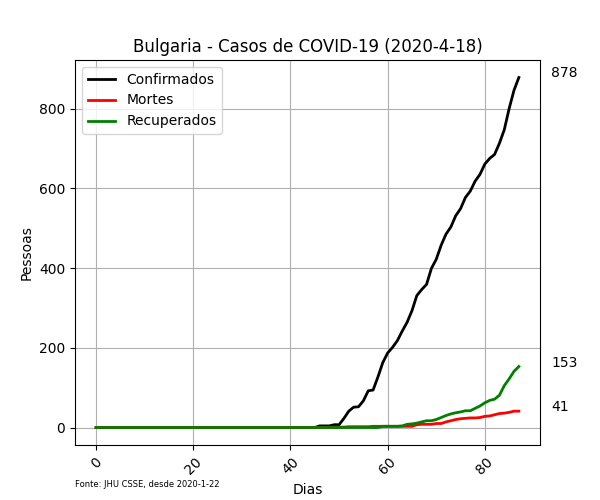 Bulgaria - Casos de COVID-19 (2020-4-18)
Confirmados
Mortes
Recuperados
878
153
41
800
600
400
200
0
Pessoas
0
20
40
60
80
Dias
Fonte: JHU CSSE, desde 2020-1-22